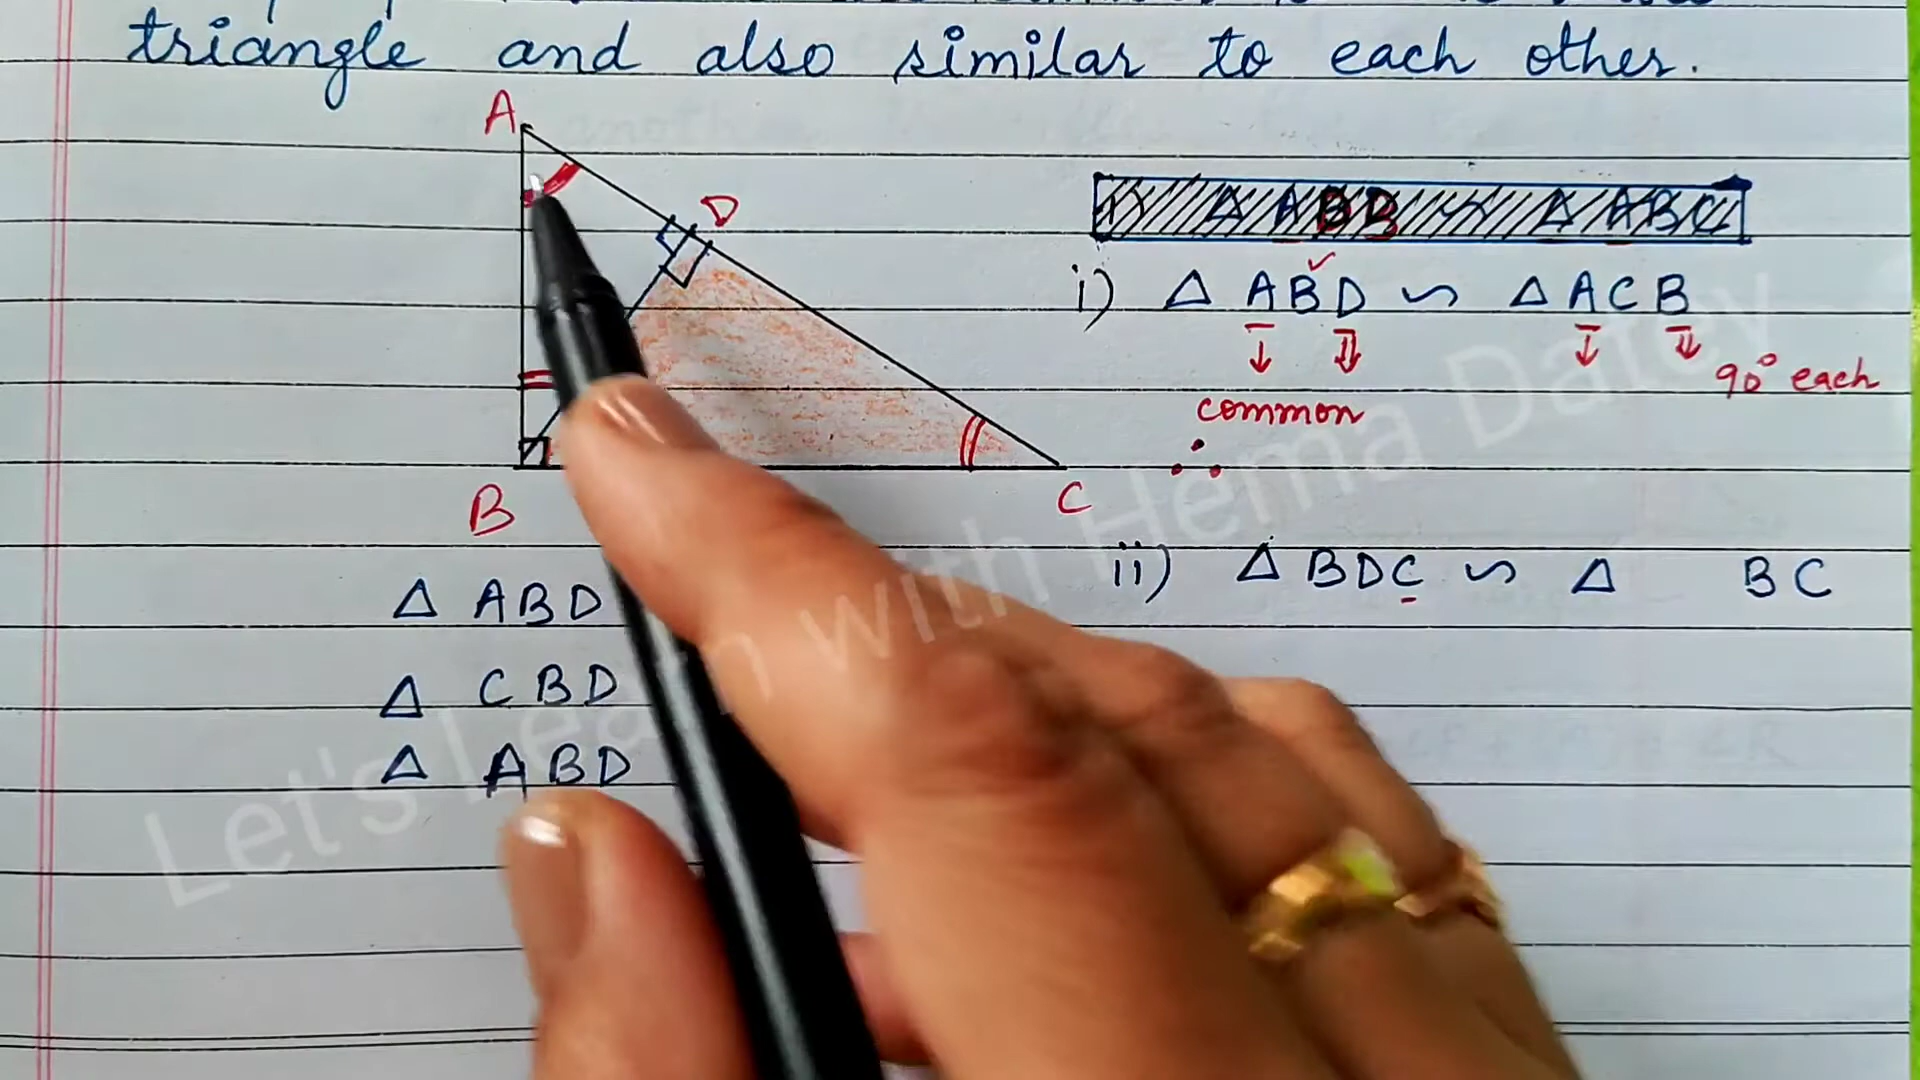 triangle and also similar to each other.
A
D
B
C
i) △ ABD ∽ △ ACB
common
90° each
∴
ii) △ BDC ∽ △ BC
△ ABD
△ CBD
△ ABD
Let's Learn with Hema Datey